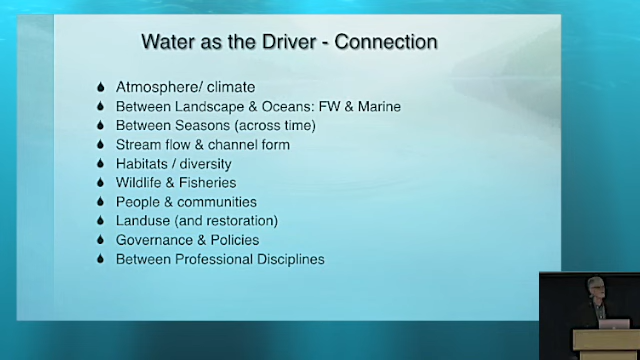 Water as the Driver - Connection
Atmosphere/ climate
Between Landscape & Oceans: FW & Marine
Between Seasons (across time)
Stream flow & channel form
Habitats / diversity
Wildlife & Fisheries
People & communities
Landuse (and restoration)
Governance & Policies
Between Professional Disciplines